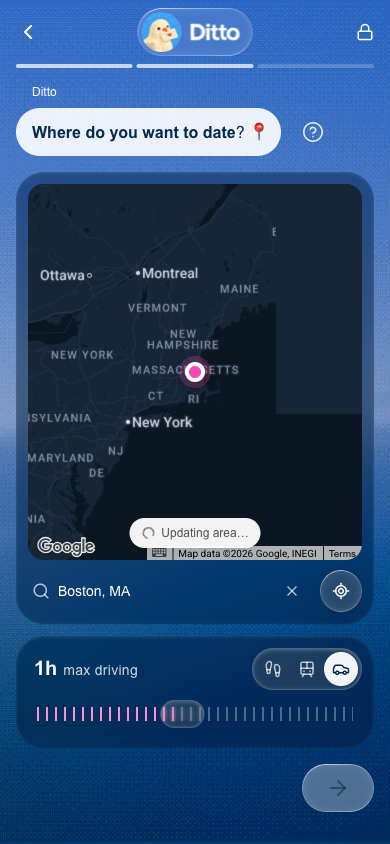 Ditto
Ditto
Where do you want to date? 📍
Ottawa
Montreal
MAINE
VERMONT
NEW
HAMPSHIRE
NEW YORK
MASSAC SETTS
CT
RI
NSYLVANIA
New York
NJ
MARYLAND
DE
NIA
Updating area…
Google
Map data ©2026 Google, INEGI
Terms
Boston, MA
1h max driving